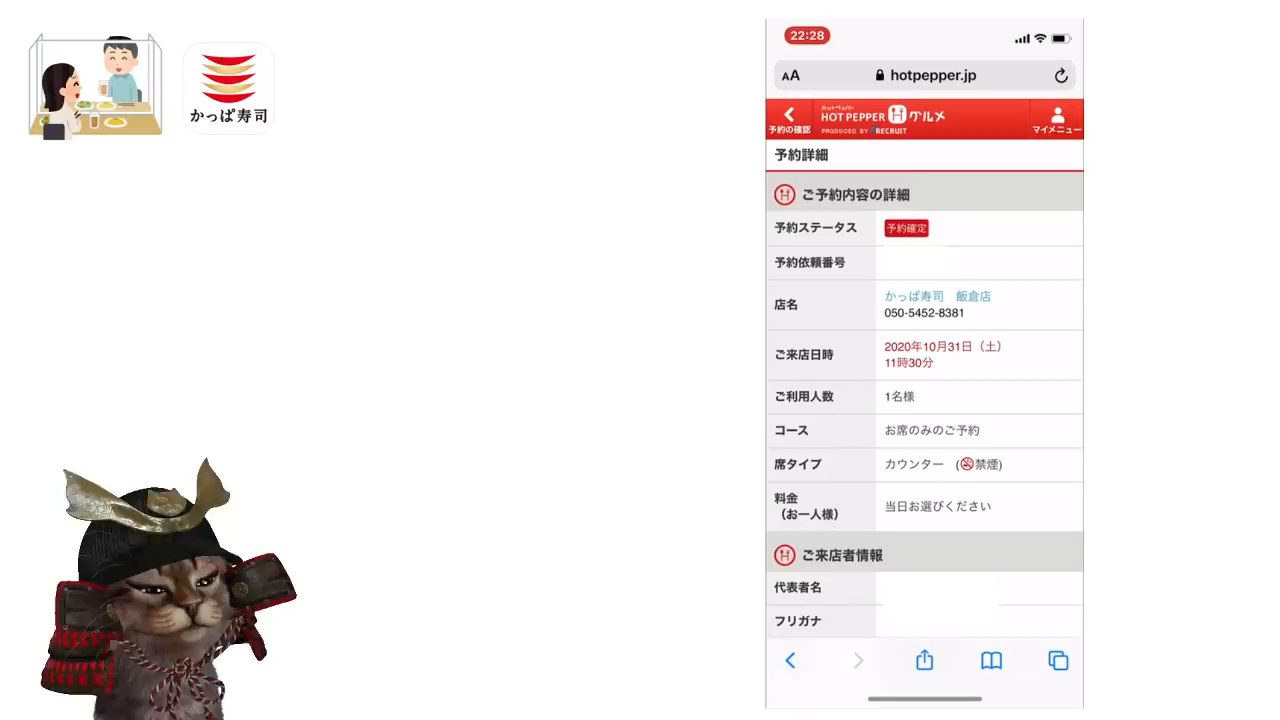 かっぱ寿司
22:28
AA
hotpepper.jp
予約の確認
ホットペッパー
HOT PEPPER グルメ
PRODUCED BY RECRUIT
マイメニュー
予約詳細
ご予約内容の詳細
予約ステータス 予約確定
予約依頼番号
店名 かっぱ寿司 飯倉店
050-5452-8381
ご来店日時 2020年10月31日（土）
11時30分
ご利用人数 1名様
コース お席のみのご予約
席タイプ カウンター (禁煙)
料金
（お一人様） 当日お選びください
ご来店者情報
代表者名
フリガナ